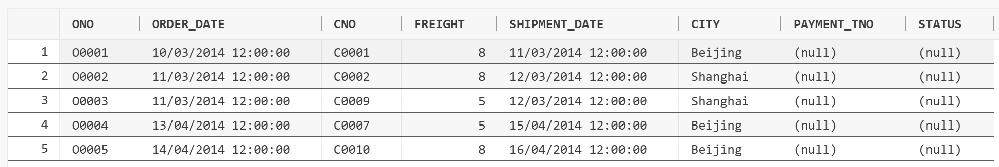 ONO ORDER_DATE CNO FREIGHT SHIPMENT_DATE CITY PAYMENT_TNO STATUS
1 O0001 10/03/2014 12:00:00 C0001 8 11/03/2014 12:00:00 Beijing (null) (null)
2 O0002 11/03/2014 12:00:00 C0002 8 12/03/2014 12:00:00 Shanghai (null) (null)
3 O0003 11/03/2014 12:00:00 C0009 5 12/03/2014 12:00:00 Shanghai (null) (null)
4 O0004 13/04/2014 12:00:00 C0007 5 15/04/2014 12:00:00 Beijing (null) (null)
5 O0005 14/04/2014 12:00:00 C0010 8 16/04/2014 12:00:00 Beijing (null) (null)